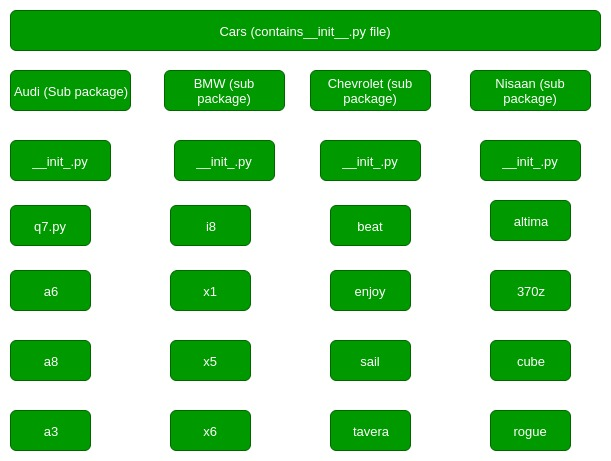 Cars (contains__init__.py file)
Audi (Sub package)
BMW (sub
package)
Chevrolet (sub
package)
Nisaan (sub
package)
__init_.py
__init_.py
__init_.py
__init_.py
q7.py
i8
beat
altima
a6
x1
enjoy
370z
a8
x5
sail
cube
a3
x6
tavera
rogue